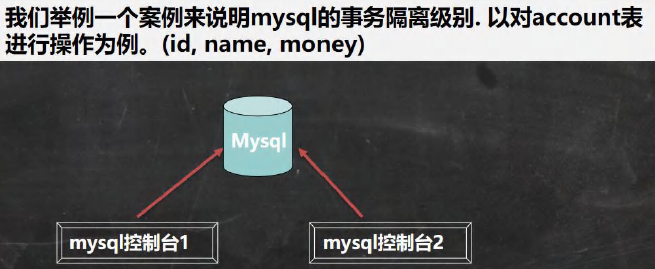 我们举例一个案例来说明mysql的事务隔离级别. 以对account表
进行操作为例。(id, name, money)
Mysql
mysql控制台1
mysql控制台2